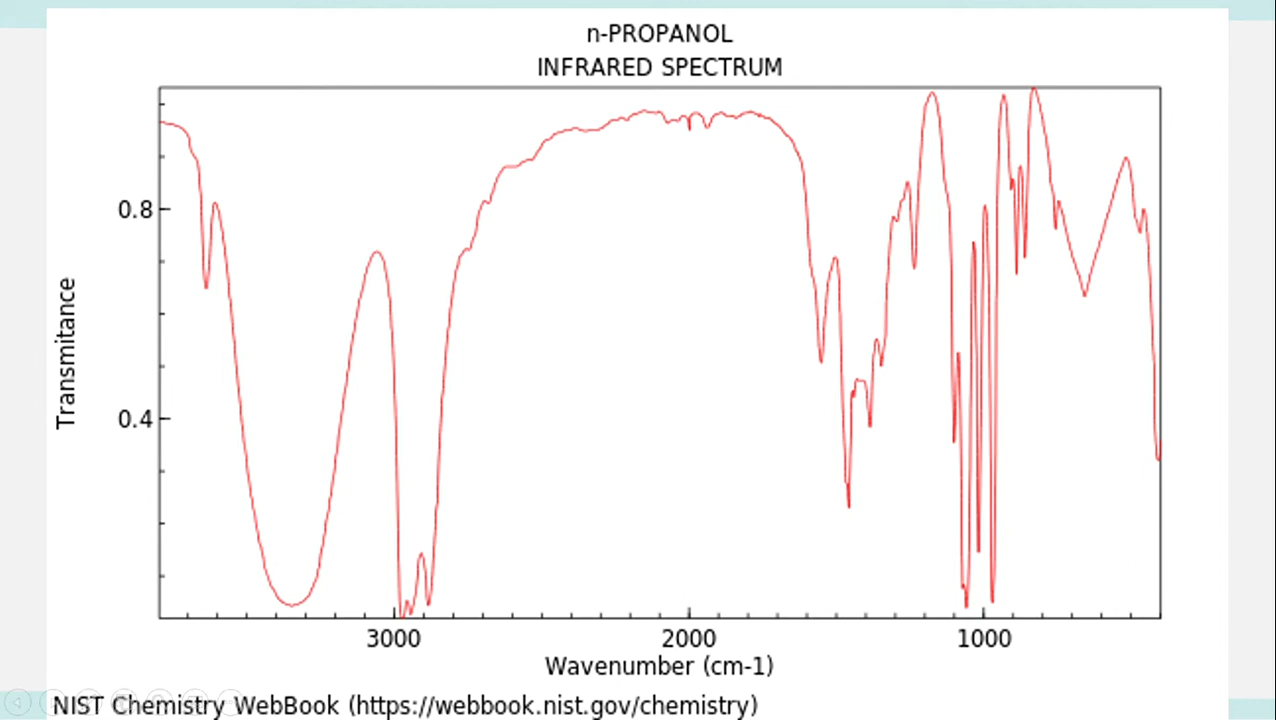 n-PROPANOL
INFRARED SPECTRUM
0.8
0.4
Transmitance
3000 2000 1000
Wavenumber (cm-1)
NIST Chemistry WebBook (https://webbook.nist.gov/chemistry)